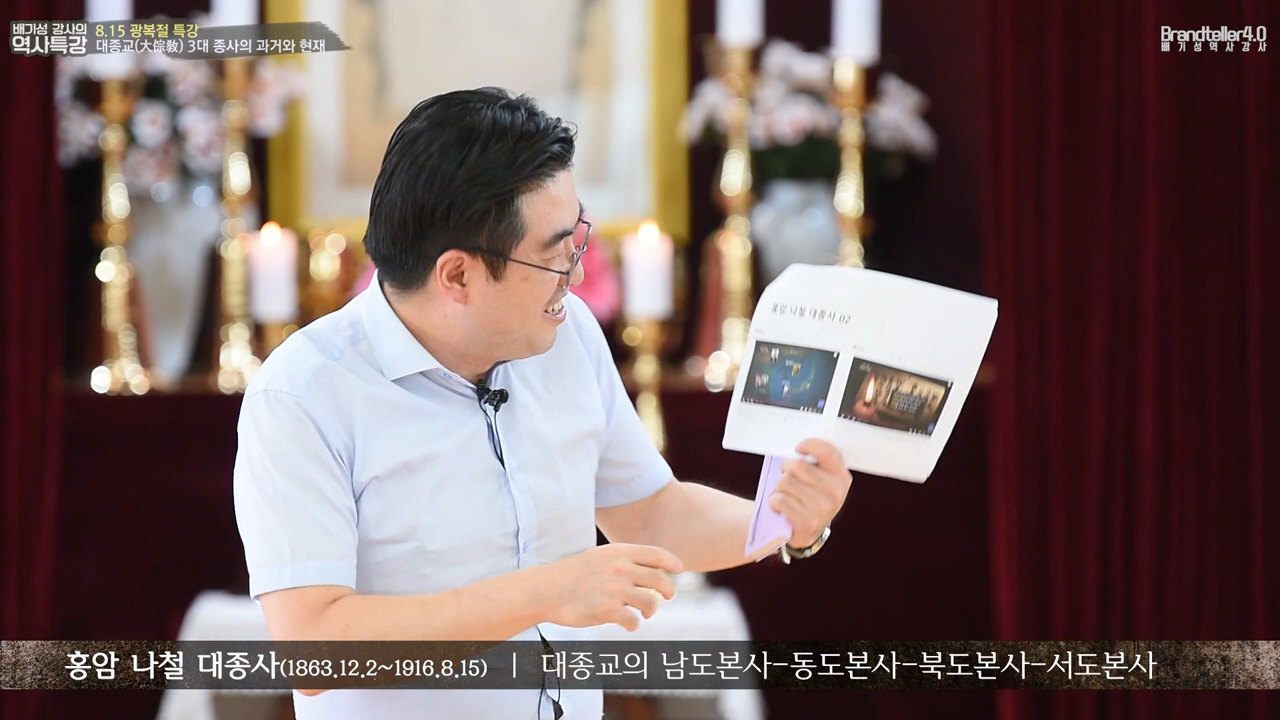 배기성 강사의
역사특강
8.15 광복절 특강
대종교(大倧敎) 3대 종사의 과거와 현재
Brandteller4.0
배기성역사강사
홍암 나철 대종사 02
홍암 나철 대종사(1863.12.2~1916.8.15) | 대종교의 남도본사-동도본사-북도본사-서도본사